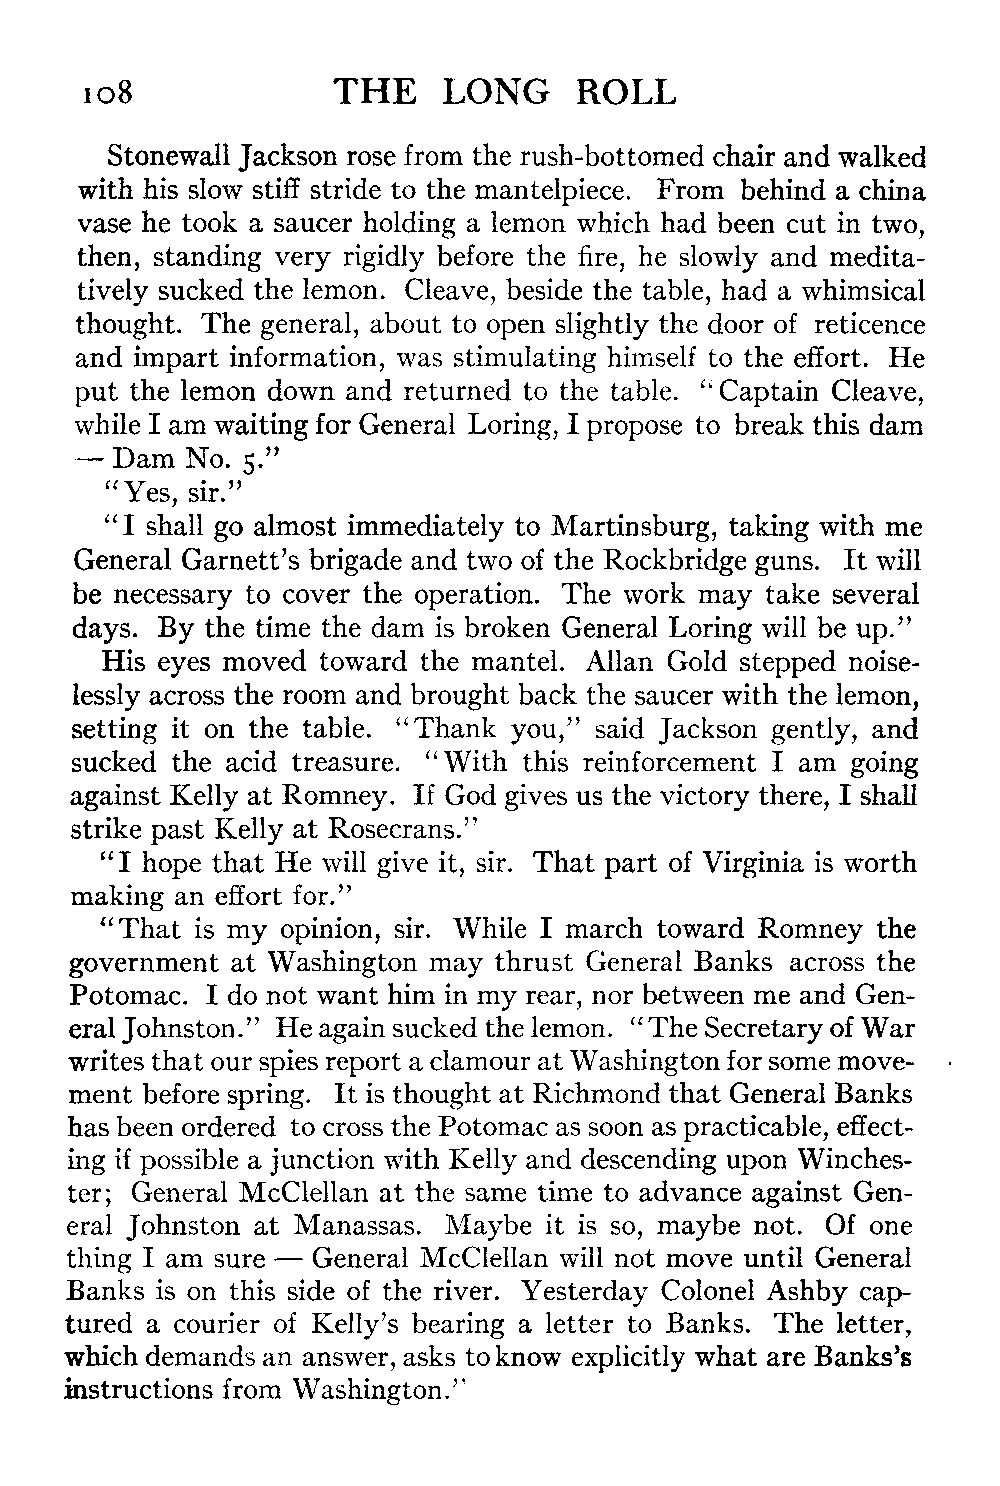 108 THE LONG ROLL
Stonewall Jackson rose from the rush-bottomed chair and walked
with his slow stiff stride to the mantelpiece. From behind a china
vase he took a saucer holding a lemon which had been cut in two,
then, standing very rigidly before the fire, he slowly and medita-
tively sucked the lemon. Cleave, beside the table, had a whimsical
thought. The general, about to open slightly the door of reticence
and impart information, was stimulating himself to the effort. He
put the lemon down and returned to the table. “Captain Cleave,
while I am waiting for General Loring, I propose to break this dam
— Dam No. 5.”
“Yes, sir.”
“I shall go almost immediately to Martinsburg, taking with me
General Garnett’s brigade and two of the Rockbridge guns. It will
be necessary to cover the operation. The work may take several
days. By the time the dam is broken General Loring will be up.”
His eyes moved toward the mantel. Allan Gold stepped noise-
lessly across the room and brought back the saucer with the lemon,
setting it on the table. “Thank you,” said Jackson gently, and
sucked the acid treasure. “With this reinforcement I am going
against Kelly at Romney. If God gives us the victory there, I shall
strike past Kelly at Rosecrans.”
“I hope that He will give it, sir. That part of Virginia is worth
making an effort for.”
“That is my opinion, sir. While I march toward Romney the
government at Washington may thrust General Banks across the
Potomac. I do not want him in my rear, nor between me and Gen-
eral Johnston.” He again sucked the lemon. “The Secretary of War
writes that our spies report a clamour at Washington for some move-
ment before spring. It is thought at Richmond that General Banks
has been ordered to cross the Potomac as soon as practicable, effect-
ing if possible a junction with Kelly and descending upon Winches-
ter; General McClellan at the same time to advance against Gen-
eral Johnston at Manassas. Maybe it is so, maybe not. Of one
thing I am sure — General McClellan will not move until General
Banks is on this side of the river. Yesterday Colonel Ashby cap-
tured a courier of Kelly’s bearing a letter to Banks. The letter,
which demands an answer, asks to know explicitly what are Banks’s
instructions from Washington.”